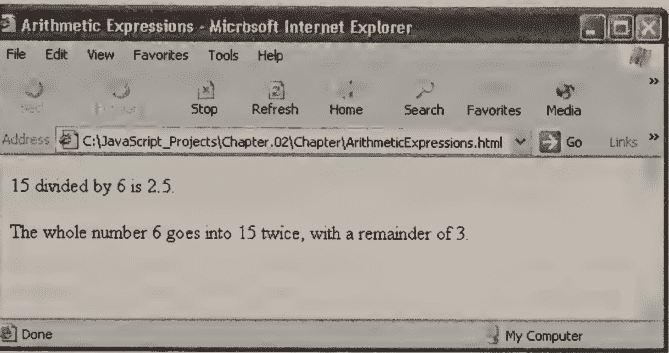 Arithmetic Expressions - Microsoft Internet Explorer
File Edit View Favorites Tools Help
Stop Refresh Home Search Favorites Media »
Address C:\JavaScript_Projects\Chapter.02\Chapter\ArithmeticExpressions.html Go Links »
15 divided by 6 is 2.5.
The whole number 6 goes into 15 twice, with a remainder of 3.
Done My Computer